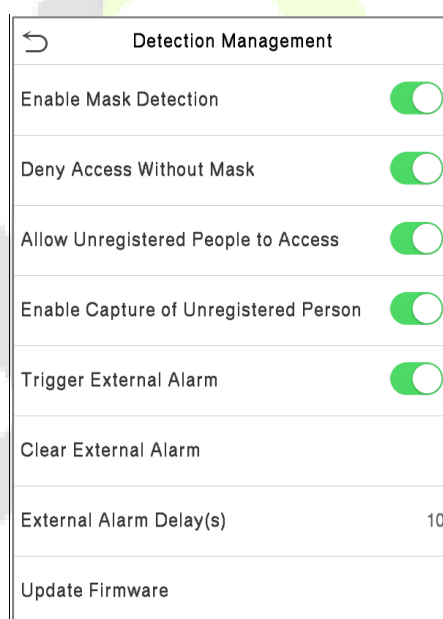 Detection Management
Enable Mask Detection
Deny Access Without Mask
Allow Unregistered People to Access
Enable Capture of Unregistered Person
Trigger External Alarm
Clear External Alarm
External Alarm Delay(s) 10
Update Firmware